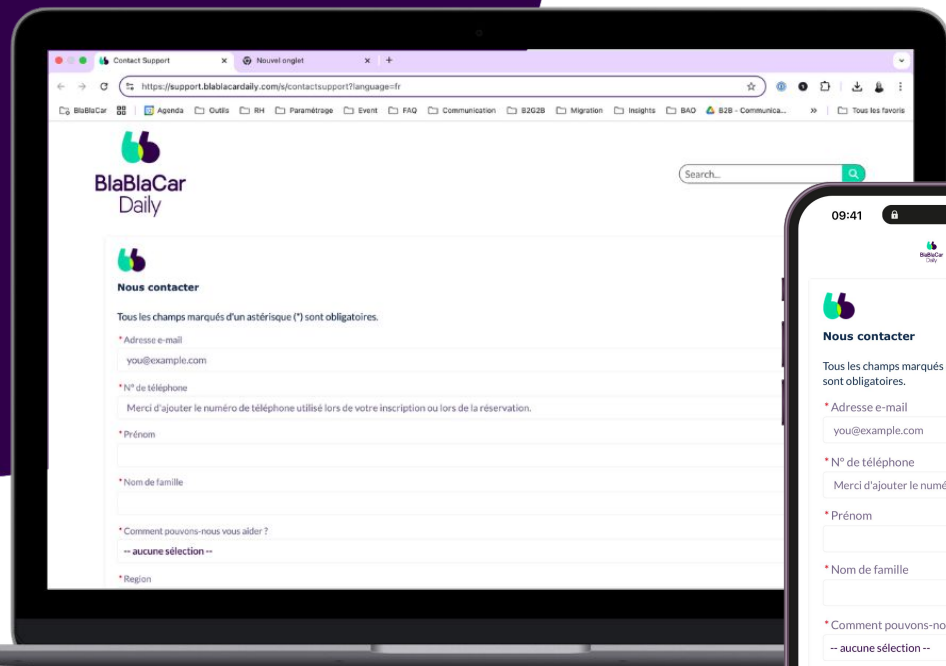 Contact Support
Nouvel onglet
https://support.blablacardaily.com/s/contactsupport?language=fr
BlaBlaCar
Agenda
Outils
RH
Paramétrage
Event
FAQ
Communication
B2G2B
Migration
Insights
BAO
B2B - Communica...
Tous les favoris
BlaBlaCar
Daily
Search...
Nous contacter
Tous les champs marqués d'un astérisque (*) sont obligatoires.
* Adresse e-mail
you@example.com
* N° de téléphone
Merci d'ajouter le numéro de téléphone utilisé lors de votre inscription ou lors de la réservation.
* Prénom
* Nom de famille
* Comment pouvons-nous vous aider ?
-- aucune sélection --
* Region
09:41
BlaBlaCar
Daily
Nous contacter
Tous les champs marqués
sont obligatoires.
* Adresse e-mail
you@example.com
* N° de téléphone
Merci d'ajouter le numé
* Prénom
* Nom de famille
* Comment pouvons-no
-- aucune sélection --